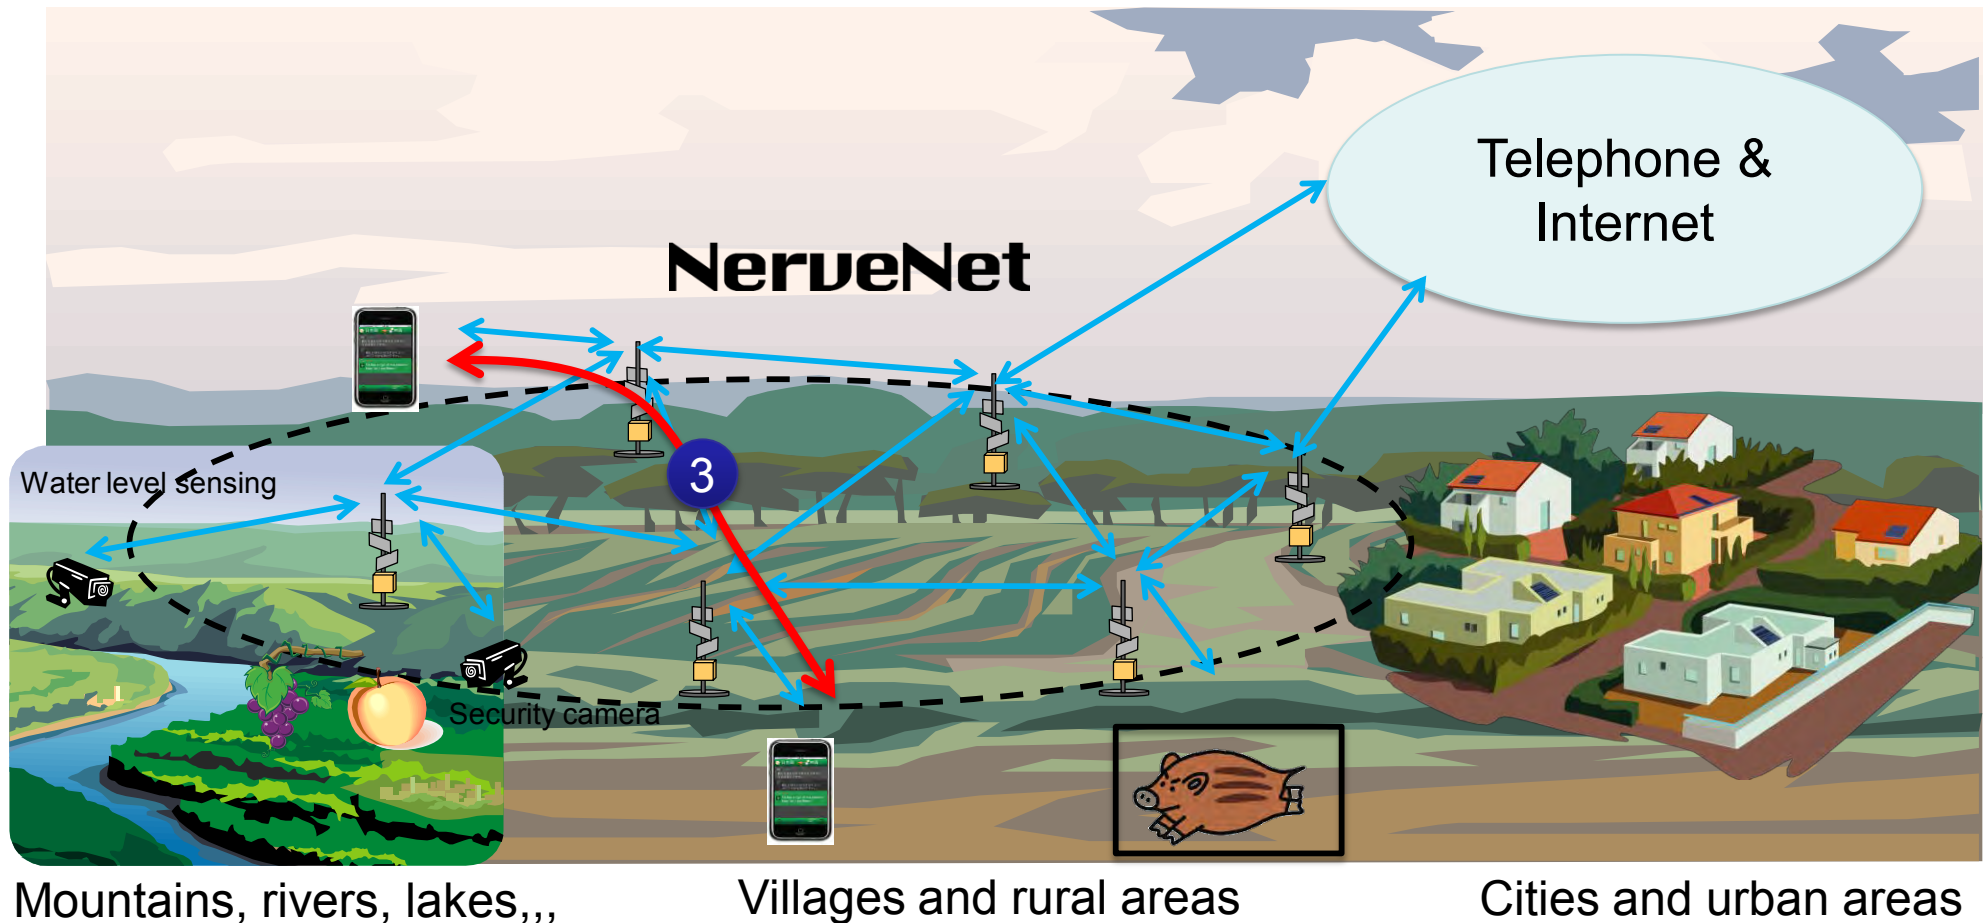 Telephone &
Internet
NerveNet
Water level sensing
3
Security camera
Mountains, rivers, lakes,,,
Villages and rural areas
Cities and urban areas